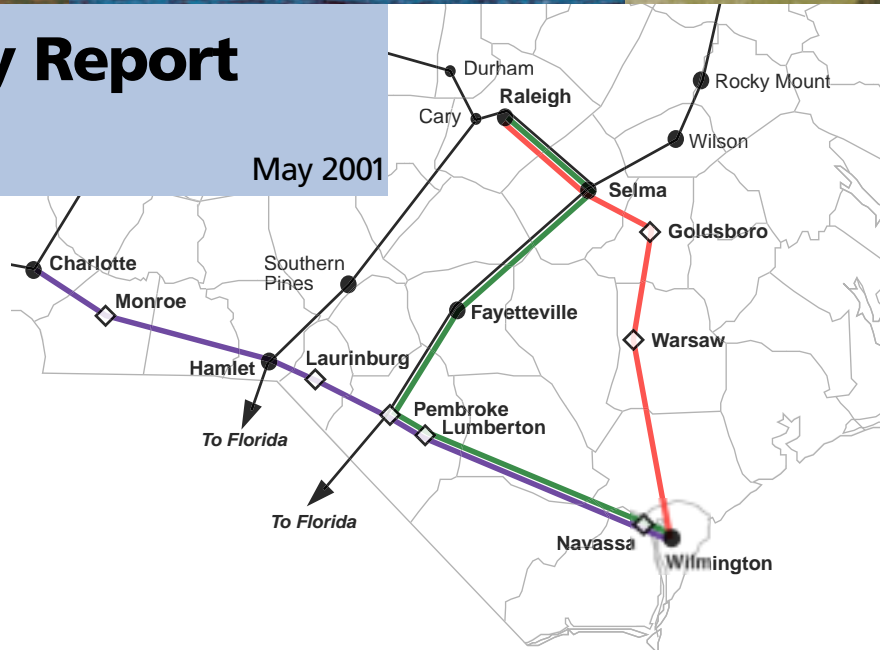 y Report
May 2001
Durham
Raleigh
Cary
Rocky Mount
Wilson
Selma
Goldsboro
Charlotte
Southern
Pines
Monroe
Fayetteville
Warsaw
Laurinburg
Hamlet
Pembroke
Lumberton
To Florida
To Florida
Navassa
Wilmington